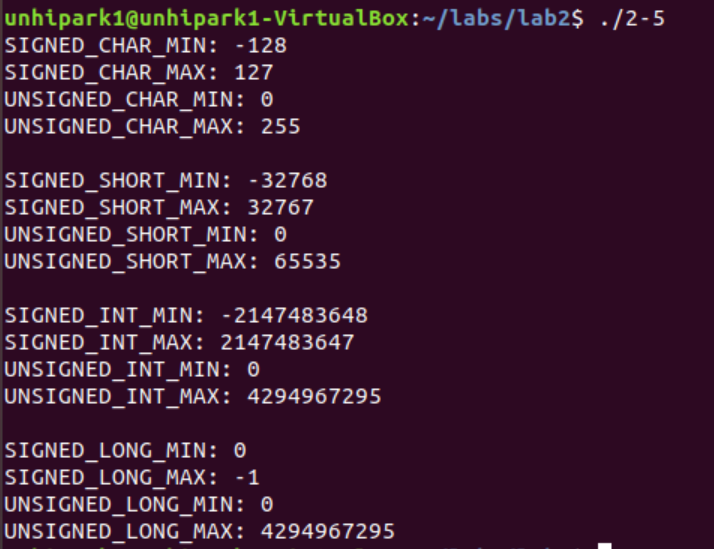 unhipark1@unhipark1-VirtualBox:~/labs/lab2$ ./2-5
SIGNED_CHAR_MIN: -128
SIGNED_CHAR_MAX: 127
UNSIGNED_CHAR_MIN: 0
UNSIGNED_CHAR_MAX: 255
SIGNED_SHORT_MIN: -32768
SIGNED_SHORT_MAX: 32767
UNSIGNED_SHORT_MIN: 0
UNSIGNED_SHORT_MAX: 65535
SIGNED_INT_MIN: -2147483648
SIGNED_INT_MAX: 2147483647
UNSIGNED_INT_MIN: 0
UNSIGNED_INT_MAX: 4294967295
SIGNED_LONG_MIN: 0
SIGNED_LONG_MAX: -1
UNSIGNED_LONG_MIN: 0
UNSIGNED_LONG_MAX: 4294967295